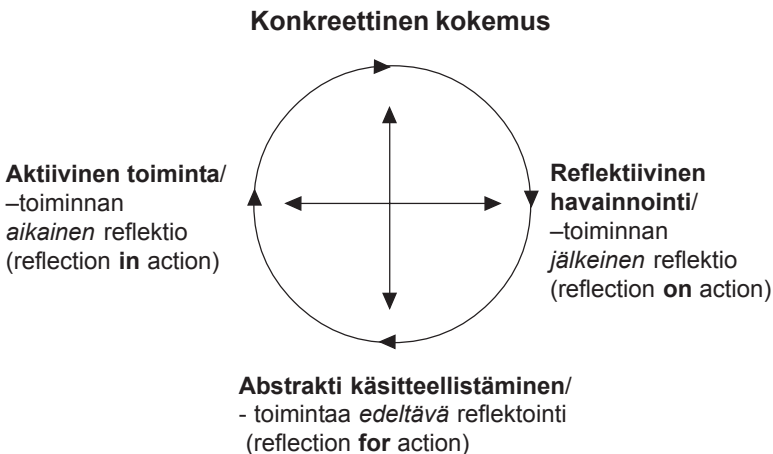 Konkreettinen kokemus
Aktiivinen toiminta/
–toiminnan
aikainen reflektio
(reflection in action)
Reflektiivinen
havainnointi/
–toiminnan
jälkeinen reflektio
(reflection on action)
Abstrakti käsitteellistäminen/
- toimintaa edeltävä reflektointi
(reflection for action)